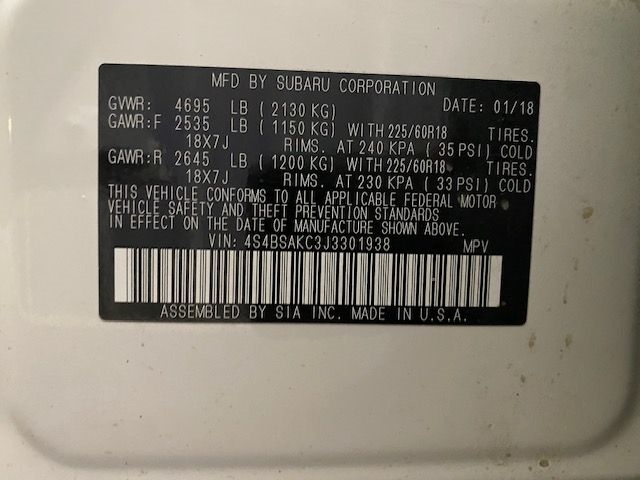 MFD BY SUBARU CORPORATION
GVWR: 4695 LB ( 2130 KG) DATE: 01/18
GAWR:F 2535 LB ( 1150 KG) WITH 225/60R18 TIRES.
18X7J RIMS. AT 240 KPA ( 35 PSI) COLD
GAWR:R 2645 LB ( 1200 KG) WITH 225/60R18 TIRES.
18X7J RIMS. AT 230 KPA ( 33 PSI) COLD
THIS VEHICLE CONFORMS TO ALL APPLICABLE FEDERAL MOTOR
VEHICLE SAFETY AND THEFT PREVENTION STANDARDS
IN EFFECT ON THE DATE OF MANUFACTURE SHOWN ABOVE.
VIN: 4S4BSAKC3J3301938 MPV
ASSEMBLED BY SIA INC. MADE IN U.S.A.